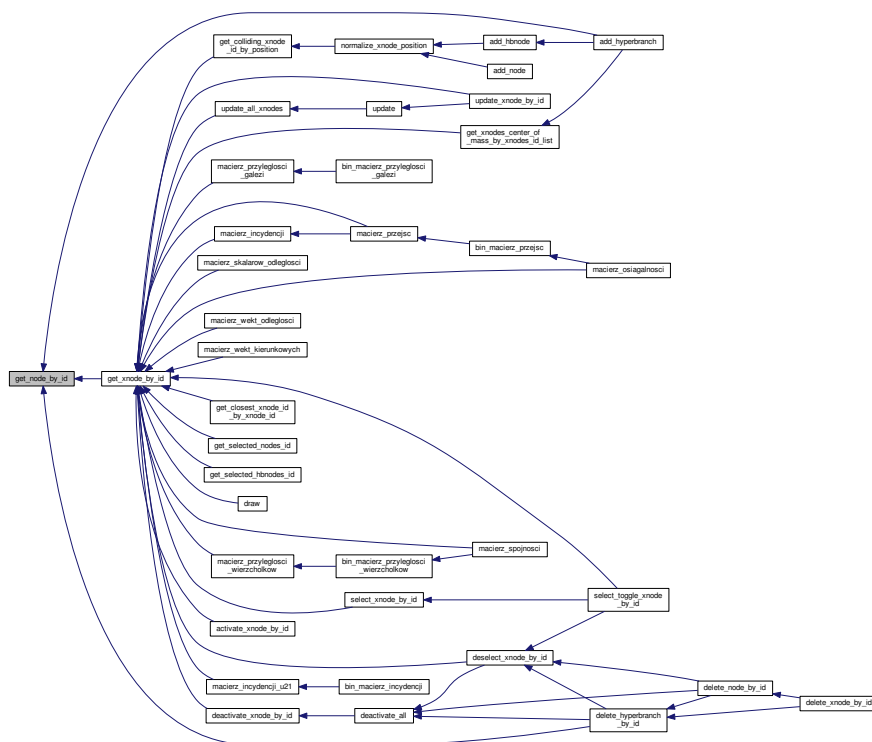 get_colliding_xnode
_id_by_position
normalize_xnode_position
add_hbnode
add_hyperbranch
add_node
update_all_xnodes
update
update_xnode_by_id
get_xnodes_center_of
_mass_by_xnodes_id_list
macierz_przyleglosci
_galezi
bin_macierz_przyleglosci
_galezi
macierz_incydencji
macierz_przejsc
bin_macierz_przejsc
macierz_osiagalnosci
macierz_skalarow_odleglosci
macierz_wekt_odleglosci
macierz_wekt_kierunkowych
get_node_by_id
get_xnode_by_id
get_closest_xnode_id
_by_xnode_id
get_selected_nodes_id
get_selected_hbnodes_id
draw
macierz_spojnosci
macierz_przyleglosci
_wierzcholkow
bin_macierz_przyleglosci
_wierzcholkow
select_xnode_by_id
select_toggle_xnode
_by_id
activate_xnode_by_id
deselect_xnode_by_id
macierz_incydencji_u21
bin_macierz_incydencji
delete_node_by_id
delete_xnode_by_id
deactivate_xnode_by_id
deactivate_all
delete_hyperbranch
_by_id